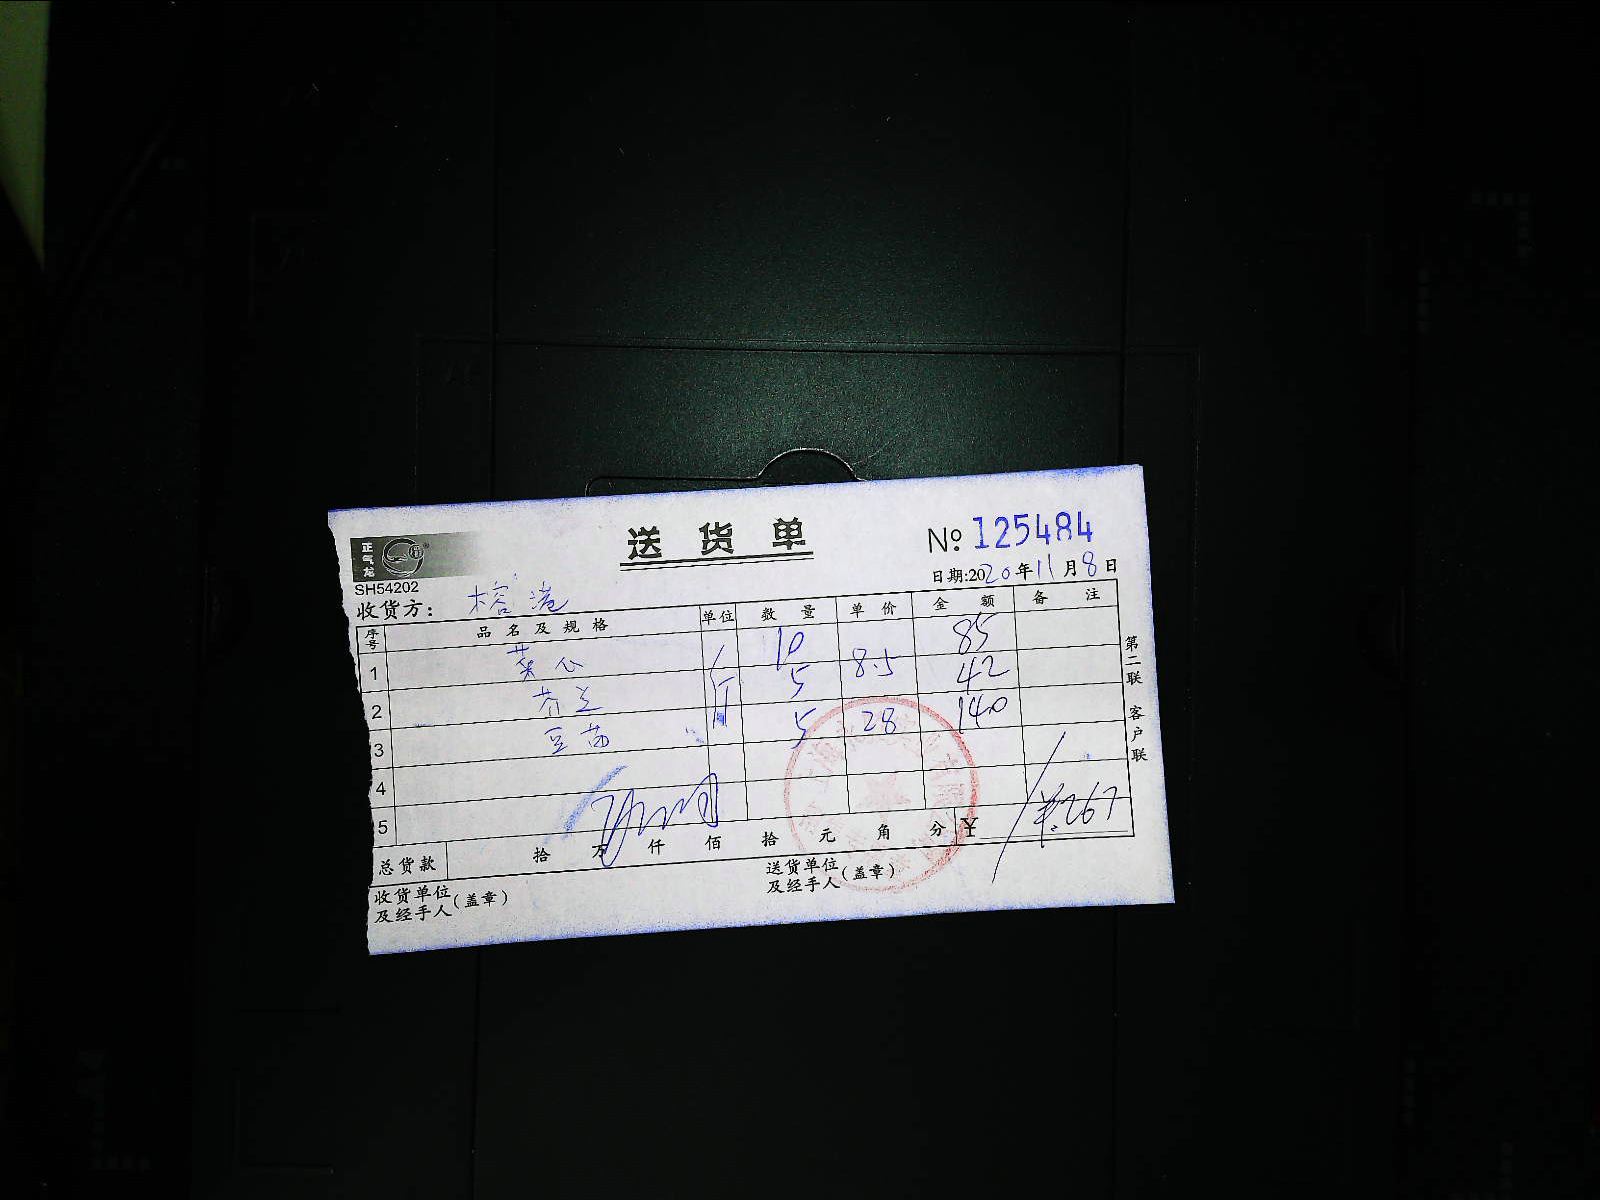 正气龙
送货单
№ 125484
SH54202
日期:2020年11月8日
收货方: 榕港
序号 品名及规格 单位 数量 单价 金额 备注
1 菜心 10 85
2 芥兰 斤 5 8.5 42
3 豆苗 5 28 140
4
5
总货款 拾 万 仟 佰 拾 元 角 分 ¥ ¥267
收货单位及经手人(盖章)
送货单位及经手人(盖章)
第二联 客户联